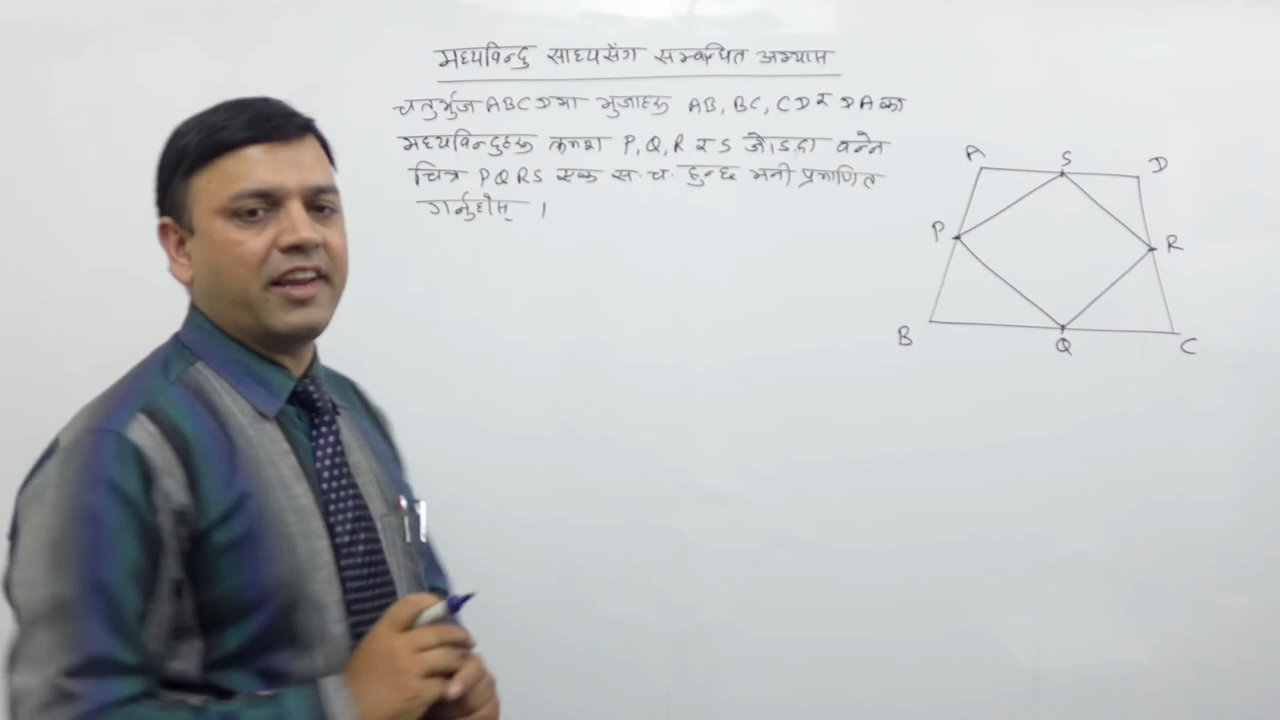 मध्यविन्दु साध्यसँग सम्बन्धित अभ्यास
चतुर्भुज ABCD मा भुजाहरू AB, BC, CD र DA का
मध्यविन्दुहरू क्रमश P, Q, R र S जोड्दा बन्ने
चित्र PQRS एक स. च. हुन्छ भनी प्रमाणित
गर्नुहोस् ।
A S D
P R
B Q C